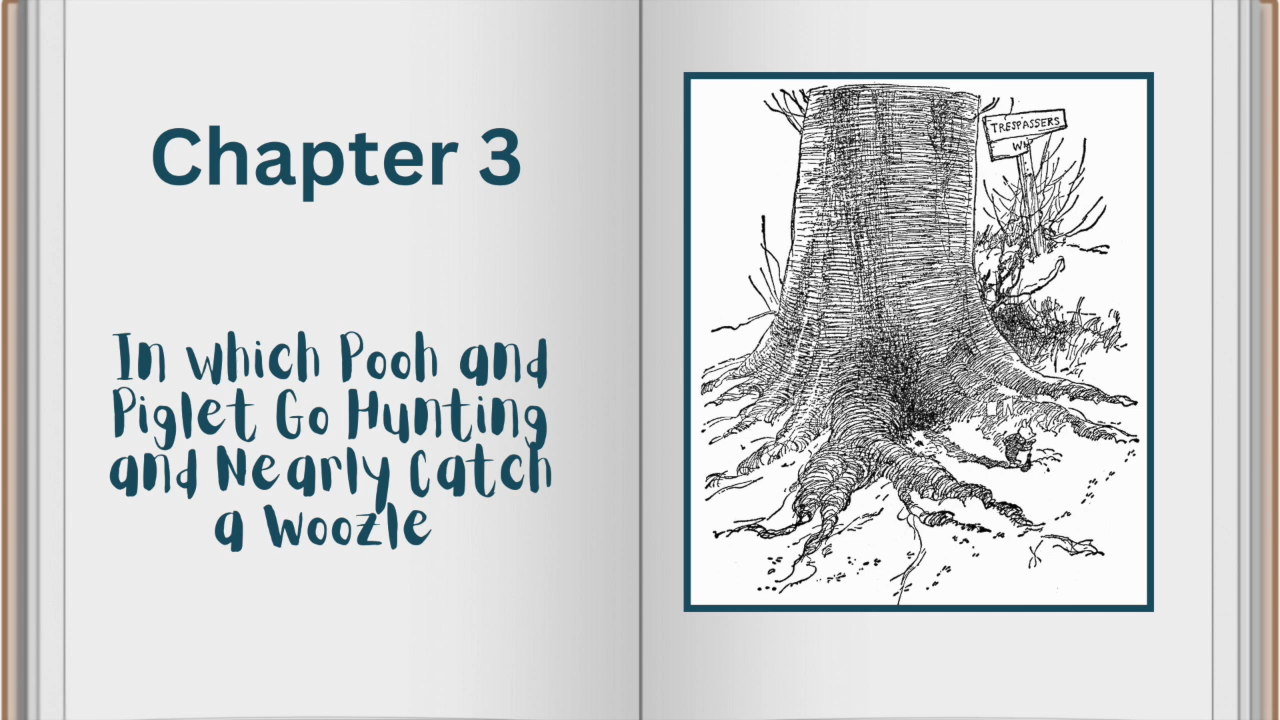 Chapter 3
In which Pooh and
Piglet Go Hunting
and Nearly Catch
a Woozle
TRESPASSERS
W